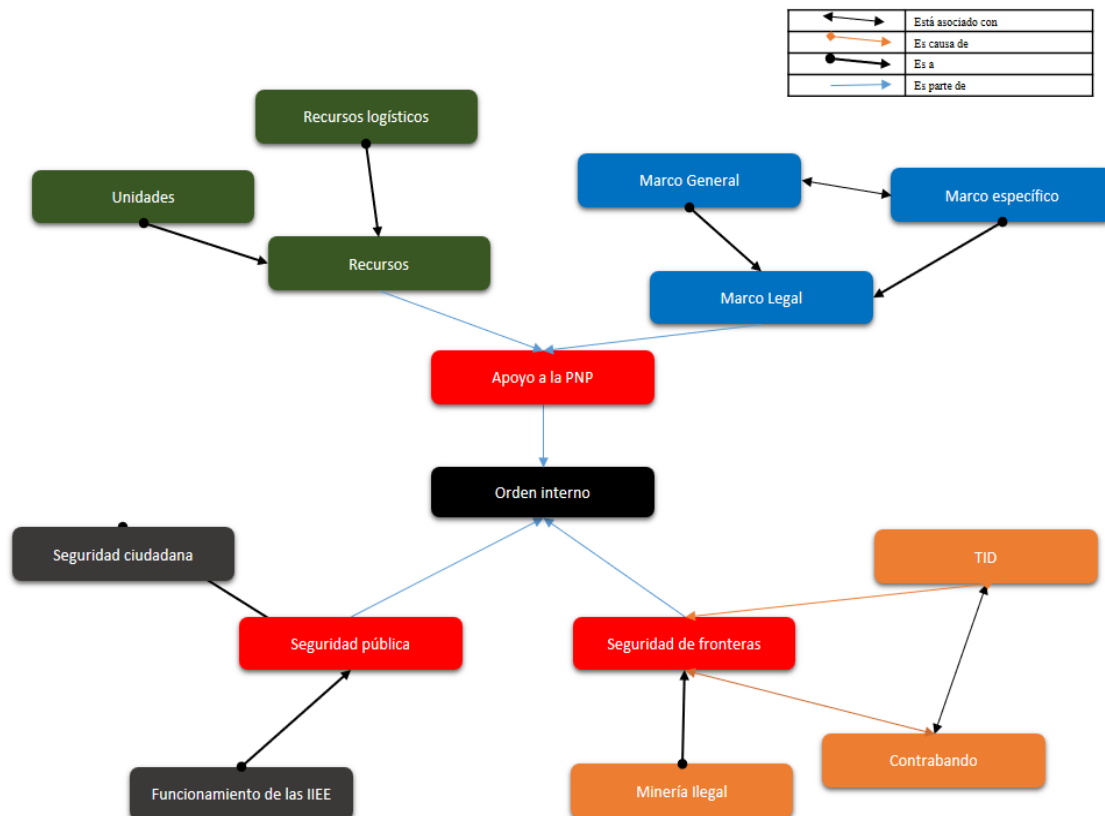 Está asociado con
Es causa de
Es a
Es parte de
Recursos logísticos
Marco General
Unidades
Marco específico
Recursos
Marco Legal
Apoyo a la PNP
Orden interno
Seguridad ciudadana
TID
Seguridad pública
Seguridad de fronteras
Contrabando
Funcionamiento de las IIEE
Minería Ilegal